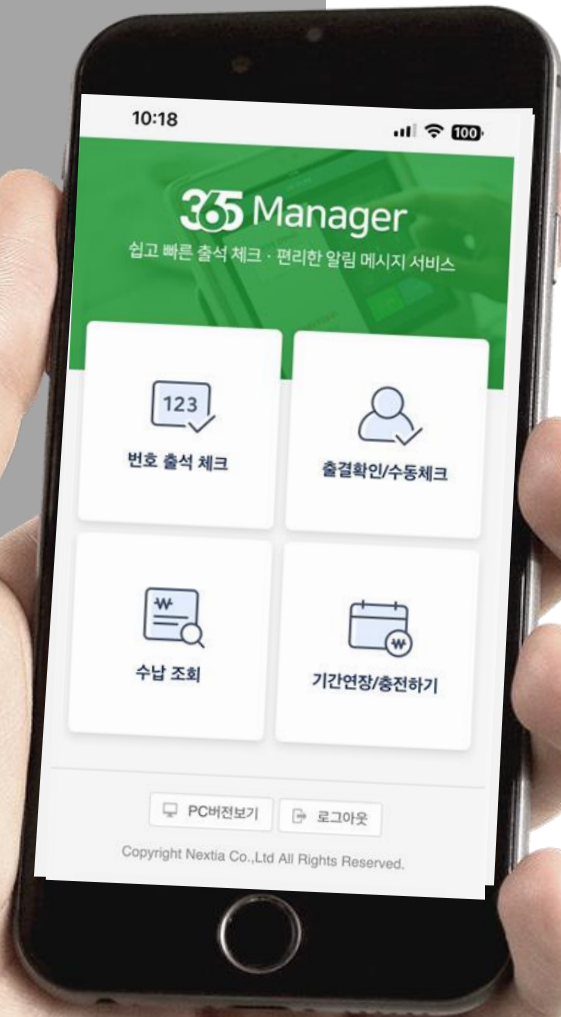 10:18
100
365 Manager
쉽고 빠른 출석 체크 · 편리한 알림 메시지 서비스
123
번호 출석 체크
출결확인/수동체크
₩
수납 조회
₩
기간연장/충전하기
PC버전보기
로그아웃
Copyright Nextia Co.,Ltd All Rights Reserved.